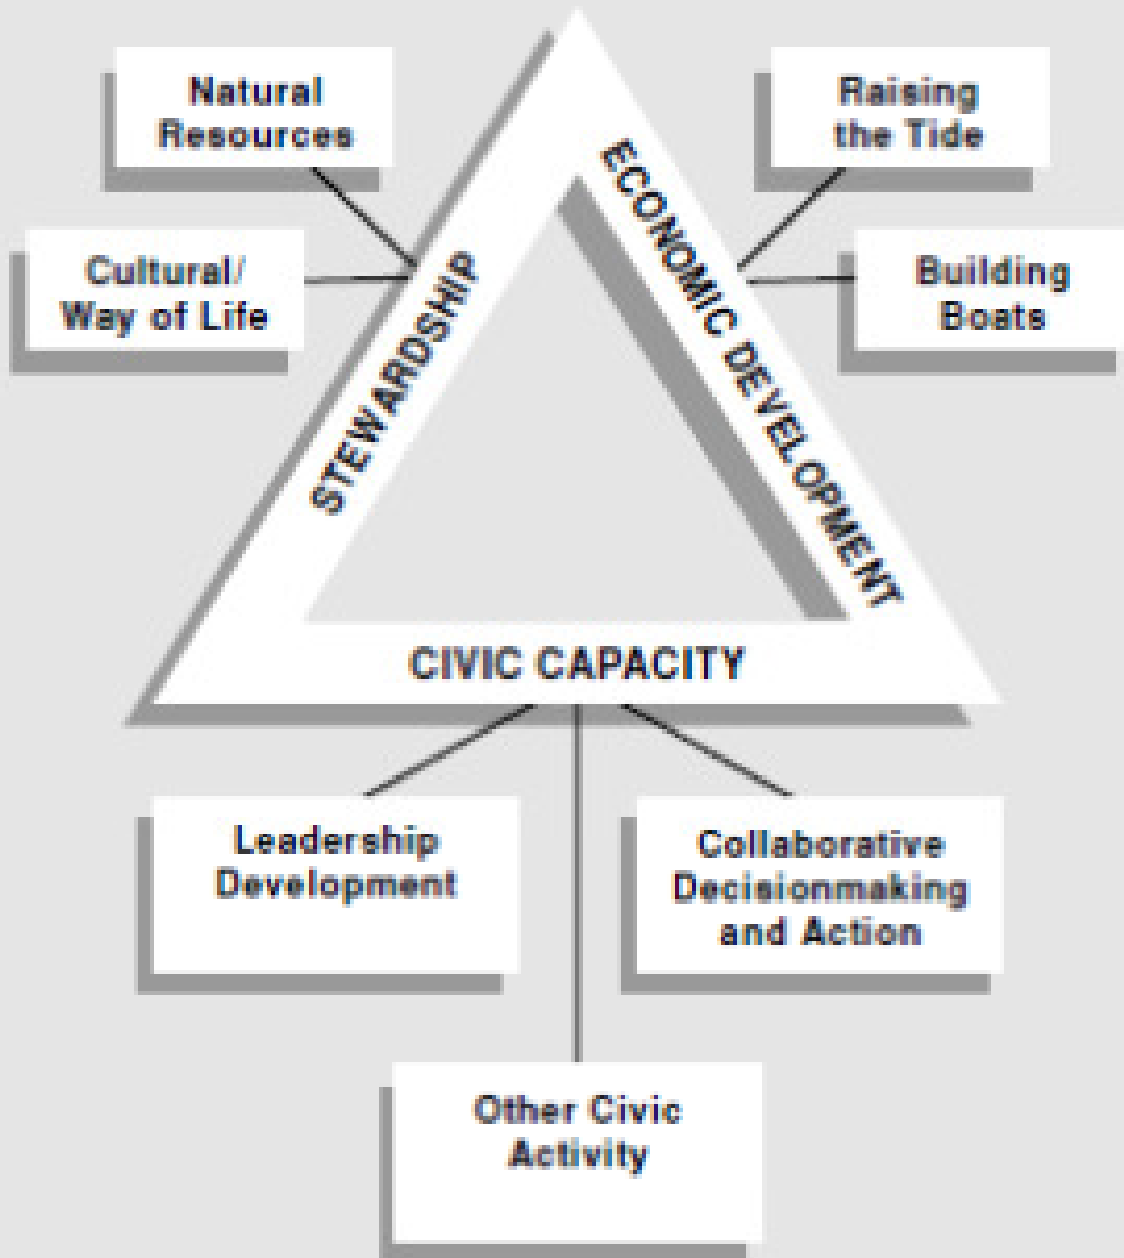 Natural
Resources
Raising
the Tide
Cultural/
Way of Life
Building
Boats
STEWARDSHIP
ECONOMIC DEVELOPMENT
CIVIC CAPACITY
Leadership
Development
Collaborative
Decisionmaking
and Action
Other Civic
Activity